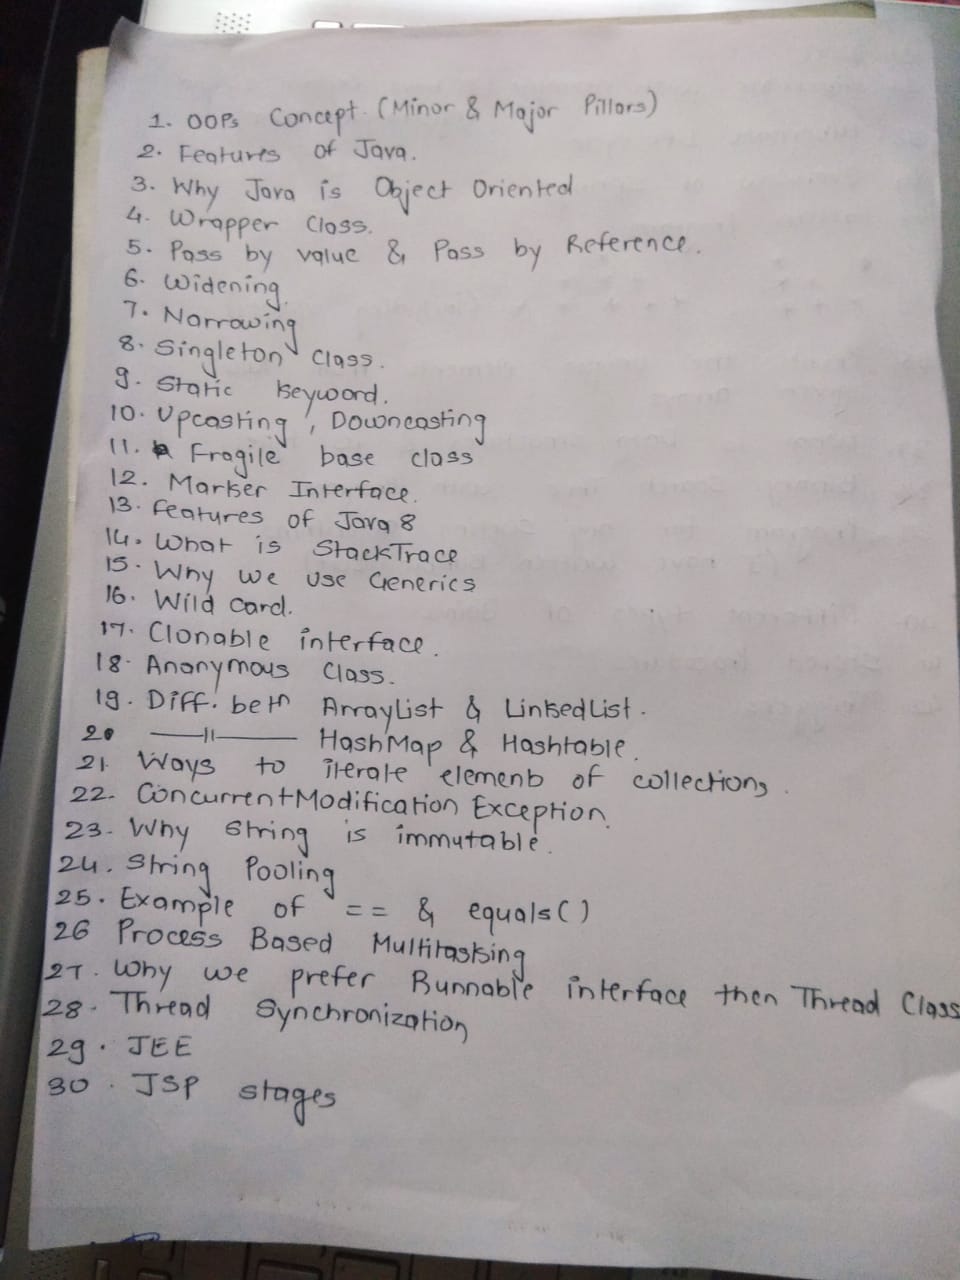 1. OOPs Concept. (Minor & Major Pillars)
2. Features of Java.
3. Why Java is Object Oriented
4. Wrapper Class.
5. Pass by value & Pass by Reference.
6. Widening.
7. Narrowing
8. Singleton Class.
9. Static keyword.
10. Upcasting, Downcasting
11. Fragile base class
12. Marker Interface.
13. Features of Java 8
14. What is StackTrace
15. Why we use Generics
16. Wild card.
17. Clonable interface.
18. Anonymous Class.
19. Diff. betn ArrayList & LinkedList.
20 —〃— HashMap & Hashtable.
21. Ways to iterate elements of collections.
22. ConcurrentModification Exception.
23. Why String is immutable.
24. String Pooling
25. Example of == & equals()
26 Process Based Multitasking
27. Why we prefer Runnable interface then Thread Class
28. Thread Synchronization
29. JEE
30. JSP stages